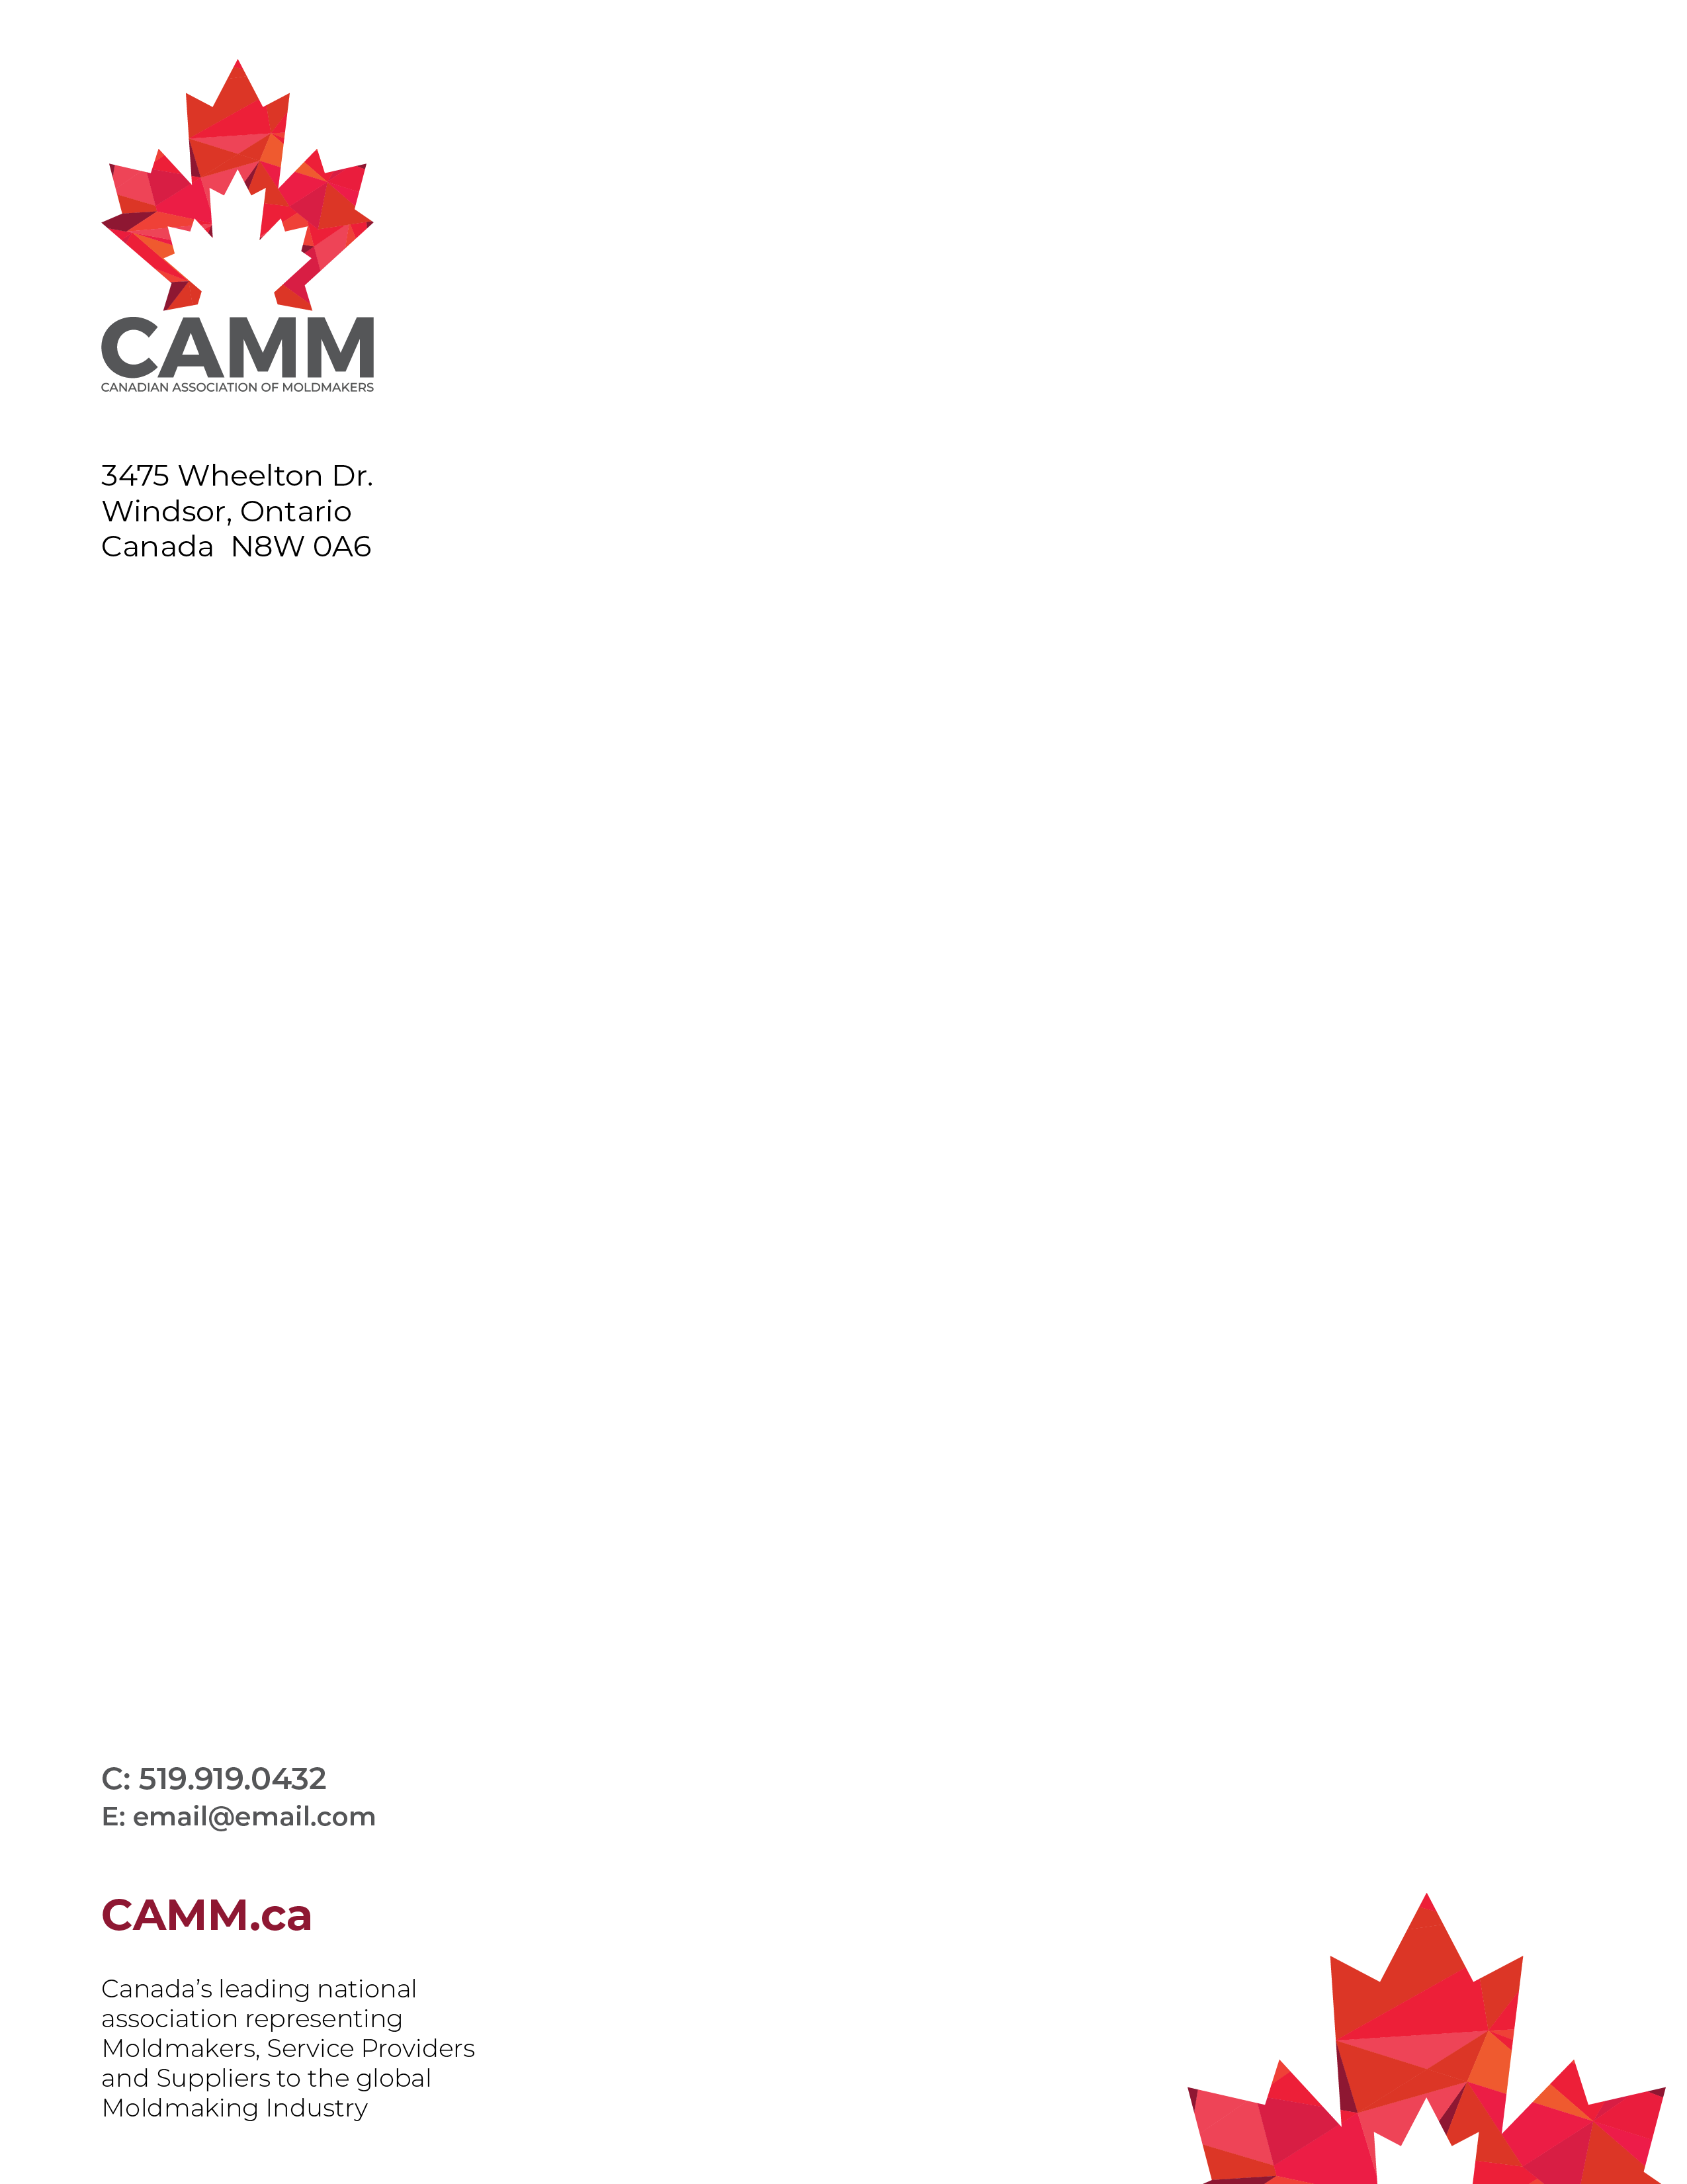 CAMM
CANADIAN ASSOCIATION OF MOLDMAKERS
3475 Wheelton Dr.
Windsor, Ontario
Canada  N8W 0A6
C: 519.919.0432
E: email@email.com
CAMM.ca
Canada’s leading national
association representing
Moldmakers, Service Providers
and Suppliers to the global
Moldmaking Industry